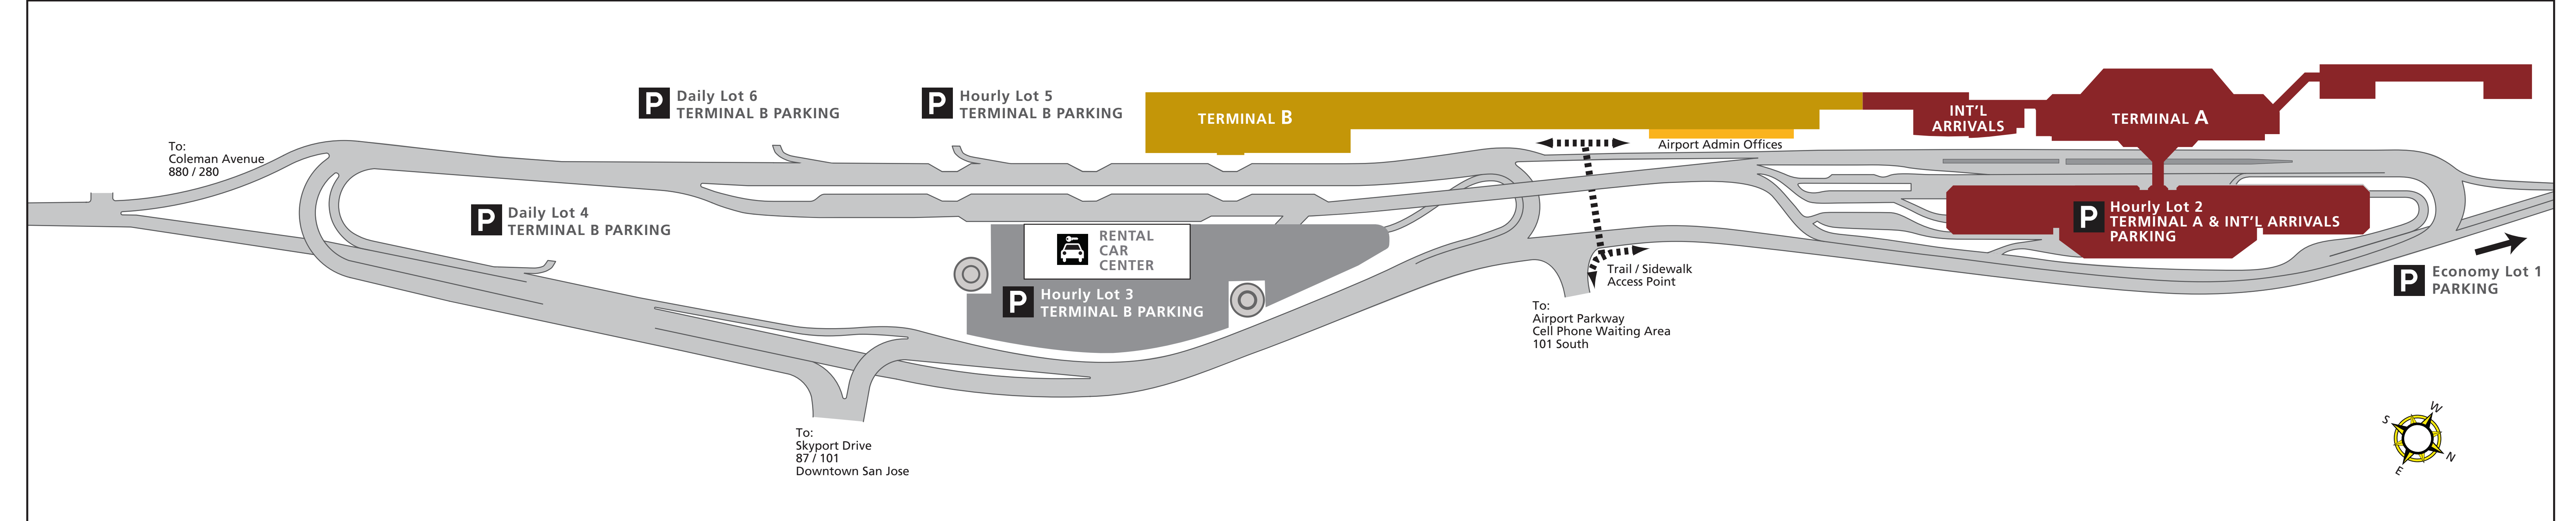 To:
Coleman Avenue
880 / 280
P
Daily Lot 6
TERMINAL B PARKING
P
Hourly Lot 5
TERMINAL B PARKING
TERMINAL B
Airport Admin Offices
INT'L
ARRIVALS
TERMINAL A
P
Daily Lot 4
TERMINAL B PARKING
RENTAL
CAR
CENTER
P
Hourly Lot 3
TERMINAL B PARKING
P
Hourly Lot 2
TERMINAL A & INT'L ARRIVALS
PARKING
Trail / Sidewalk
Access Point
To:
Airport Parkway
Cell Phone Waiting Area
101 South
P
Economy Lot 1
PARKING
To:
Skyport Drive
87 / 101
Downtown San Jose
W
S
N
E